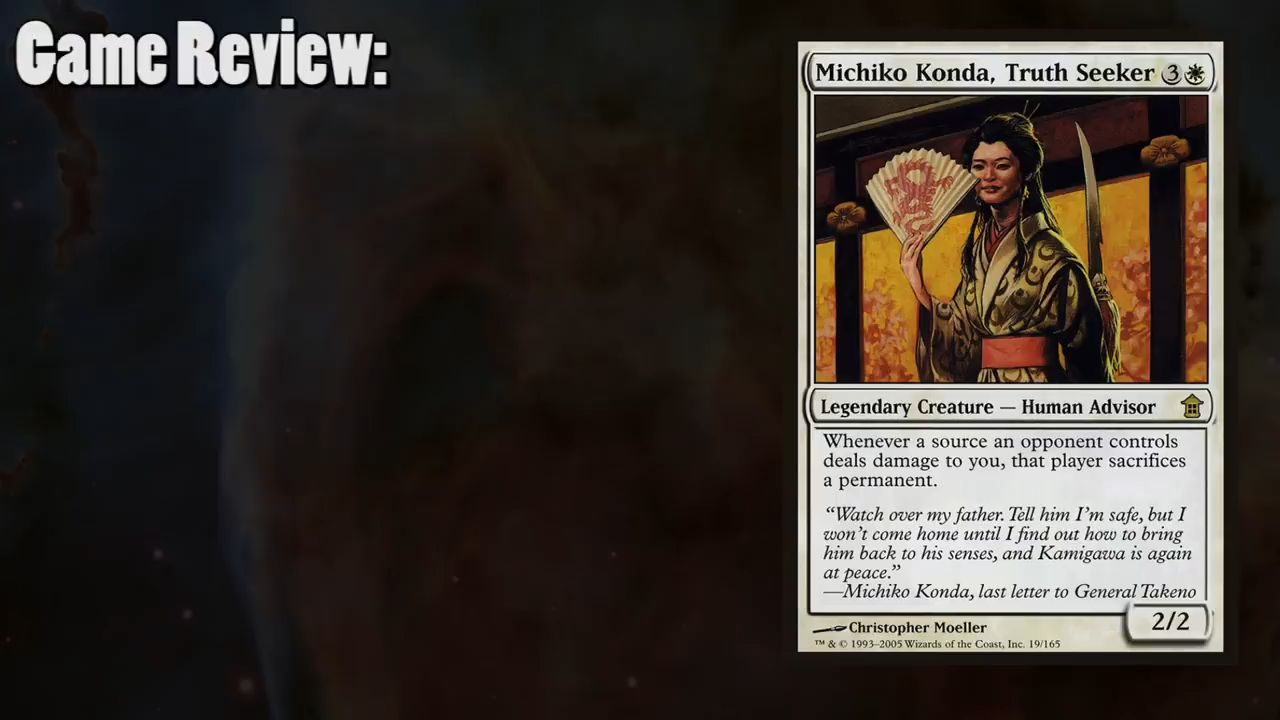 Game Review:
Michiko Konda, Truth Seeker 3
Legendary Creature — Human Advisor
Whenever a source an opponent controls
deals damage to you, that player sacrifices
a permanent.
“Watch over my father. Tell him I’m safe, but I
won’t come home until I find out how to bring
him back to his senses, and Kamigawa is again
at peace.”
—Michiko Konda, last letter to General Takeno
2/2
Christopher Moeller
™ & © 1993–2005 Wizards of the Coast, Inc. 19/165